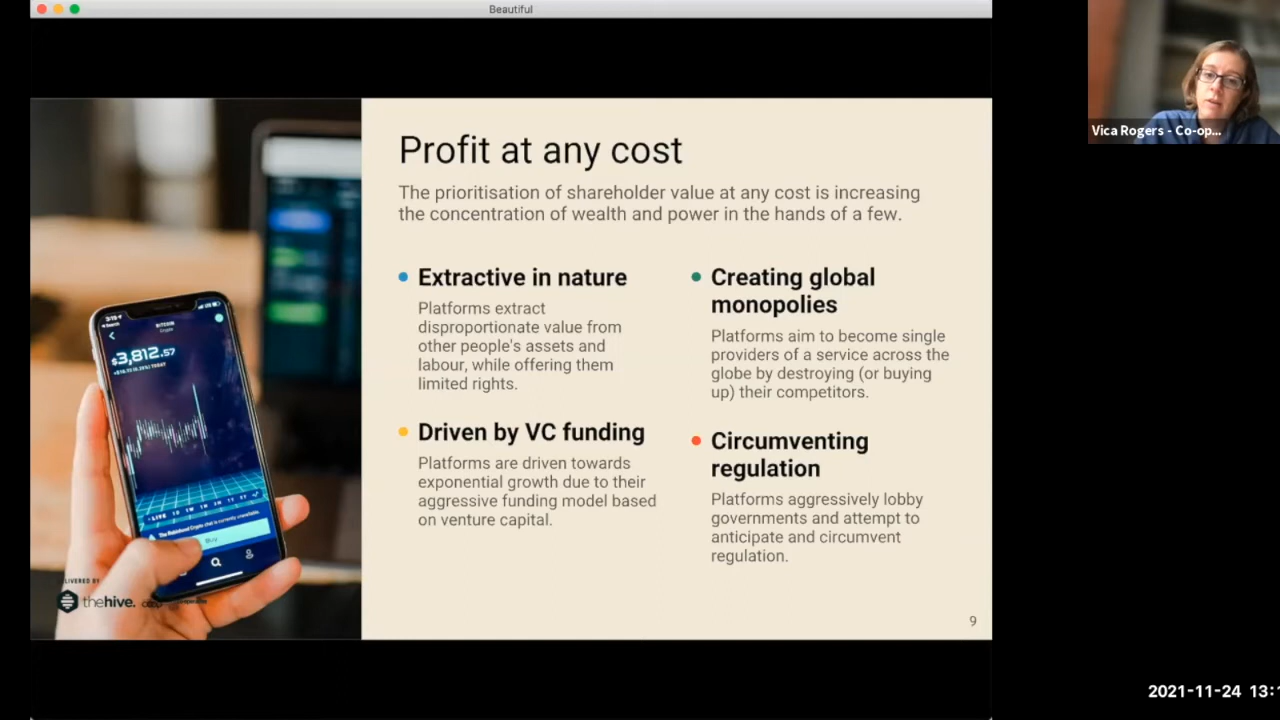 Beautiful
Vica Rogers - Co-op...
Profit at any cost
The prioritisation of shareholder value at any cost is increasing
the concentration of wealth and power in the hands of a few.
Extractive in nature
Platforms extract
disproportionate value from
other people's assets and
labour, while offering them
limited rights.
Driven by VC funding
Platforms are driven towards
exponential growth due to their
aggressive funding model based
on venture capital.
Creating global
monopolies
Platforms aim to become single
providers of a service across the
globe by destroying (or buying
up) their competitors.
Circumventing
regulation
Platforms aggressively lobby
governments and attempt to
anticipate and circumvent
regulation.
9
$3,812.57
Buy
thehive.
2021-11-24 13: